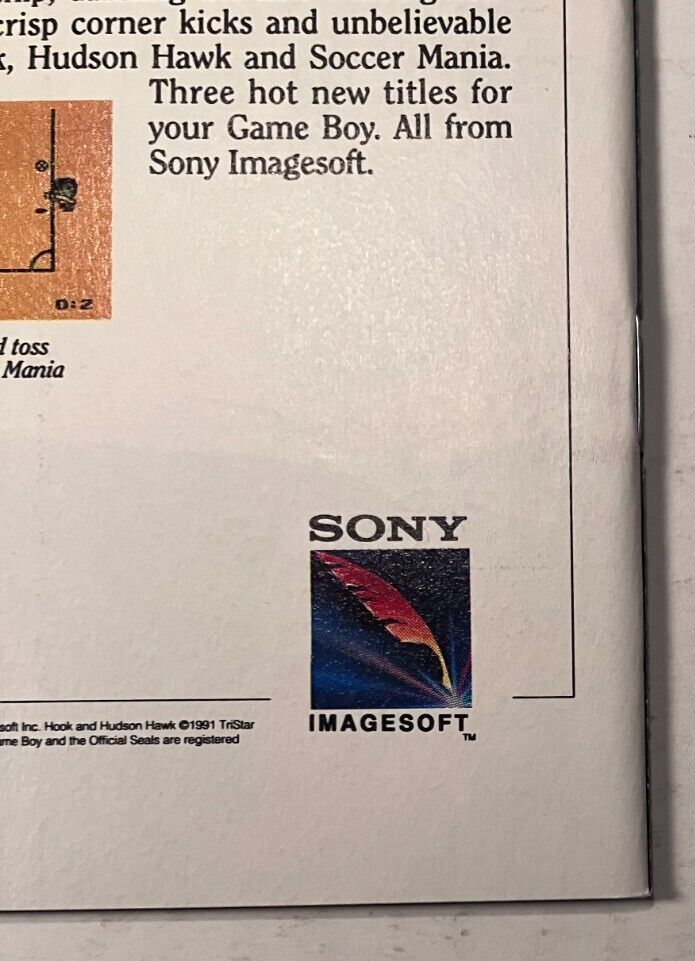 crisp corner kicks and unbelievable
k, Hudson Hawk and Soccer Mania.
Three hot new titles for
your Game Boy. All from
Sony Imagesoft.
0:2
d toss
Mania
SONY
IMAGESOFT
TM
soft Inc. Hook and Hudson Hawk ©1991 TriStar
me Boy and the Official Seals are registered